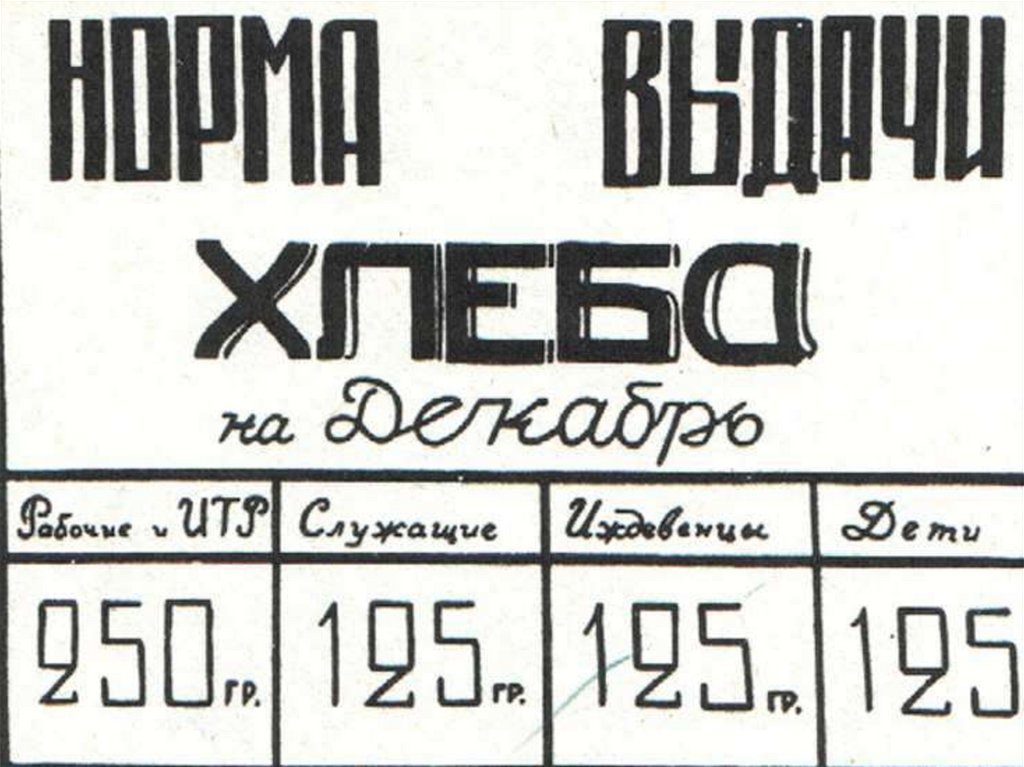 НОРМА ВЫДАЧИ
ХЛЕБА
на Декабрь
Рабочие и ИТР Служащие Иждевенцы Дети
250 гр. 125 гр. 125 гр. 125